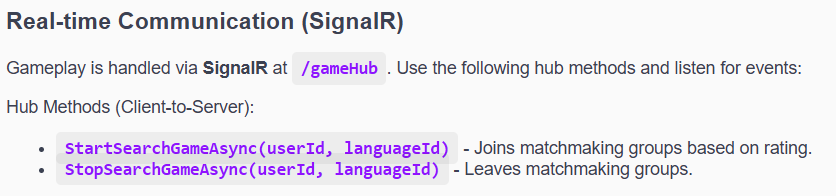 Real-time Communication (SignalR)
Gameplay is handled via SignalR at /gameHub. Use the following hub methods and listen for events:
Hub Methods (Client-to-Server):
• StartSearchGameAsync(userId, languageId) - Joins matchmaking groups based on rating.
• StopSearchGameAsync(userId, languageId) - Leaves matchmaking groups.